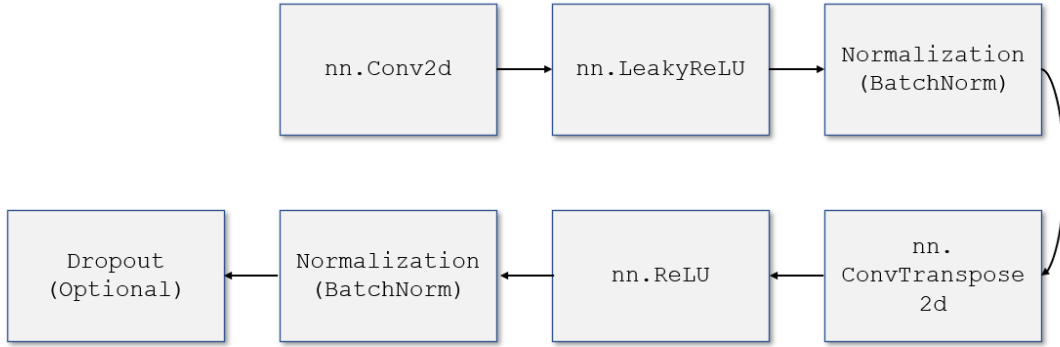 nn.Conv2d
nn.LeakyReLU
Normalization
(BatchNorm)
nn.
ConvTranspose
2d
nn.ReLU
Normalization
(BatchNorm)
Dropout
(Optional)